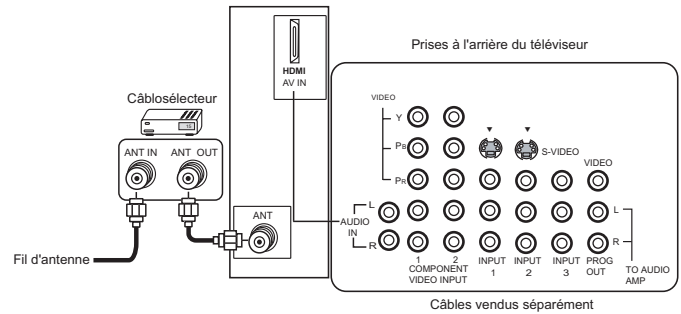 Prises à l'arrière du téléviseur
HDMI
AV IN
Câblosélecteur
ANT IN
ANT OUT
VIDEO
Y
PB
PR
S-VIDEO
VIDEO
ANT
AUDIO
IN
L
R
L
R
1
2
COMPONENT
VIDEO INPUT
INPUT
1
INPUT
2
INPUT
3
PROG
OUT
TO AUDIO
AMP
Fil d'antenne
Câbles vendus séparément